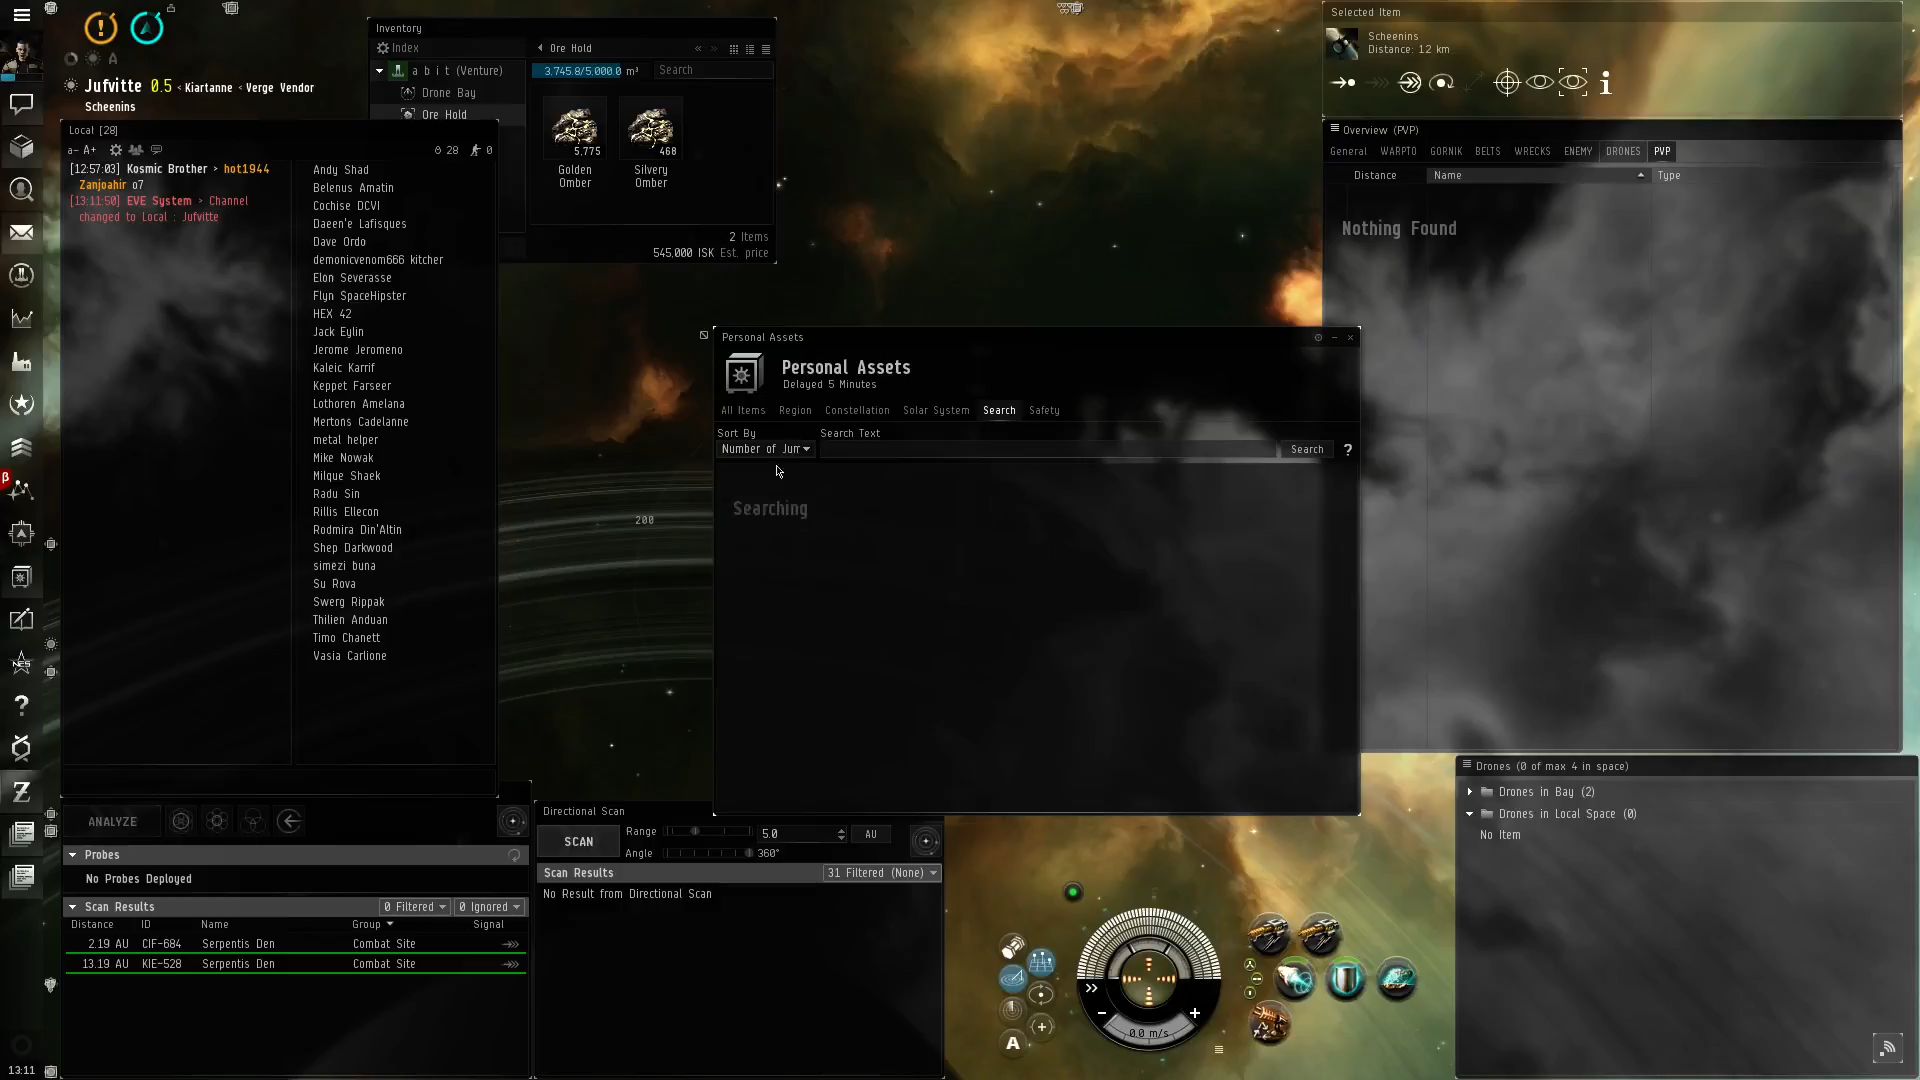 Jufvitte 0.5 < Kiartanne < Verge Vendor
Scheenins
Local [28]
a- A+
28
0
[12:57:03] Kosmic Brother > hot1944
Zanjoahir o7
[13:11:50] EVE System > Channel
changed to Local : Jufvitte
Andy Shad
Belenus Amatin
Cochise DCVI
Daeen'e Lafisques
Dave Ordo
demonicvenom666 kitcher
Elon Severasse
Flyn SpaceHipster
HEX 42
Jack Eylin
Jerome Jeromeno
Kaleic Karrif
Keppet Farseer
Lothoren Amelana
Mertons Cadelanne
metal helper
Mike Nowak
Milque Shaek
Radu Sin
Rillis Ellecon
Rodmira Din'Altin
Shep Darkwood
simezi buna
Su Rova
Swerg Rippak
Thilien Anduan
Timo Chanett
Vasia Carlione
Inventory
Index
a b i t (Venture)
Drone Bay
Ore Hold
Ore Hold
3,745.8/5,000.0 m³
Search
5,775
Golden
Omber
468
Silvery
Omber
2 Items
545,000 ISK Est. price
Selected Item
Scheenins
Distance: 12 km
Overview (PVP)
General WARPTO GORNIK BELTS WRECKS ENEMY DRONES PVP
Distance Name Type
Nothing Found
Personal Assets
Personal Assets
Delayed 5 Minutes
All Items Region Constellation Solar System Search Safety
Sort By
Search Text
Number of Jum
Search
?
Searching
200
ANALYZE
Probes
No Probes Deployed
Scan Results
0 Filtered
0 Ignored
Distance ID Name Group Signal
2.19 AU CIF-684 Serpentis Den Combat Site
13.19 AU KIE-528 Serpentis Den Combat Site
Directional Scan
SCAN
Range
5.0
AU
Angle
360°
Scan Results
31 Filtered (None)
No Result from Directional Scan
0.0 m/s
A
Drones (0 of max 4 in space)
Drones in Bay (2)
Drones in Local Space (0)
No Item
β
NES
?
Z
13:11